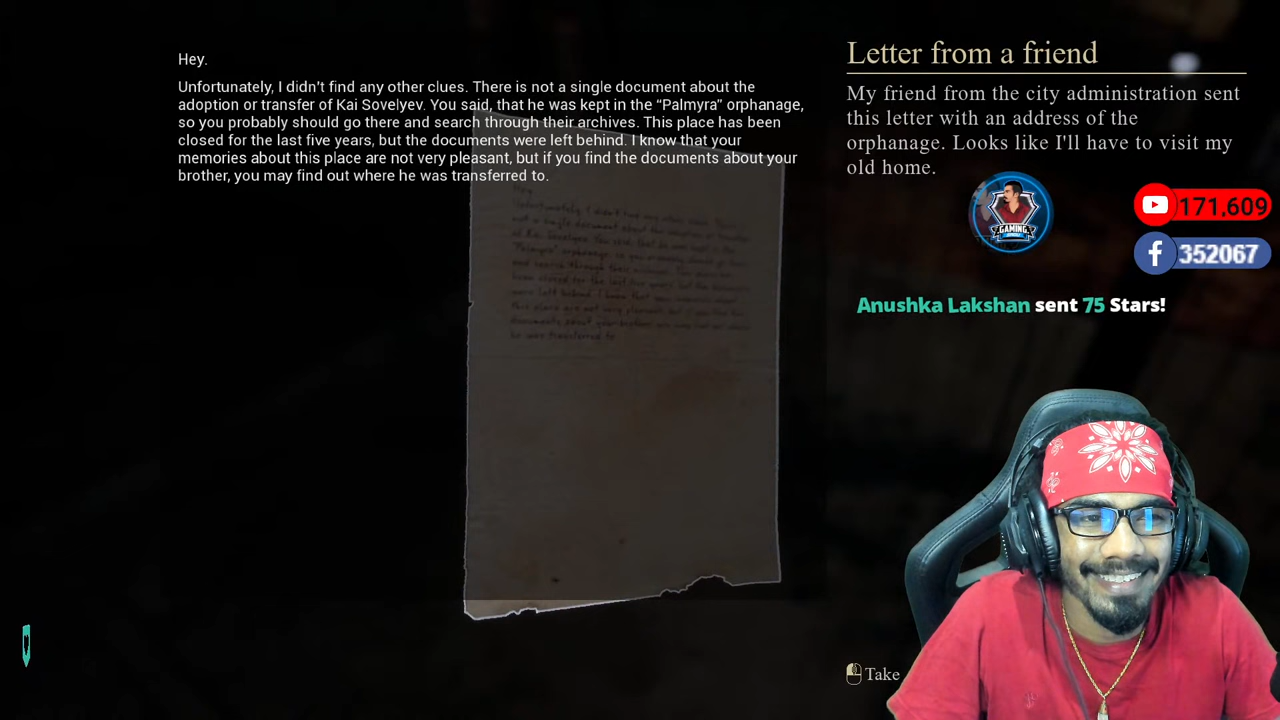 Hey.
Unfortunately, I didn't find any other clues. There is not a single document about the
adoption or transfer of Kai Sovelyev. You said, that he was kept in the “Palmyra” orphanage,
so you probably should go there and search through their archives. This place has been
closed for the last five years, but the documents were left behind. I know that your
memories about this place are not very pleasant, but if you find the documents about your
brother, you may find out where he was transferred to.
Letter from a friend
My friend from the city administration sent
this letter with an address of the
orphanage. Looks like I'll have to visit my
old home.
GAMING
171,609
352067
Anushka Lakshan sent 75 Stars!
Take